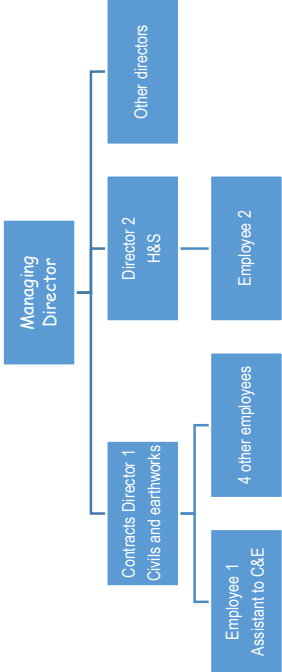 Managing
Director
Contracts Director 1
Civils and earthworks
Director 2
H&S
Other directors
Employee 1
Assistant to C&E
4 other employees
Employee 2